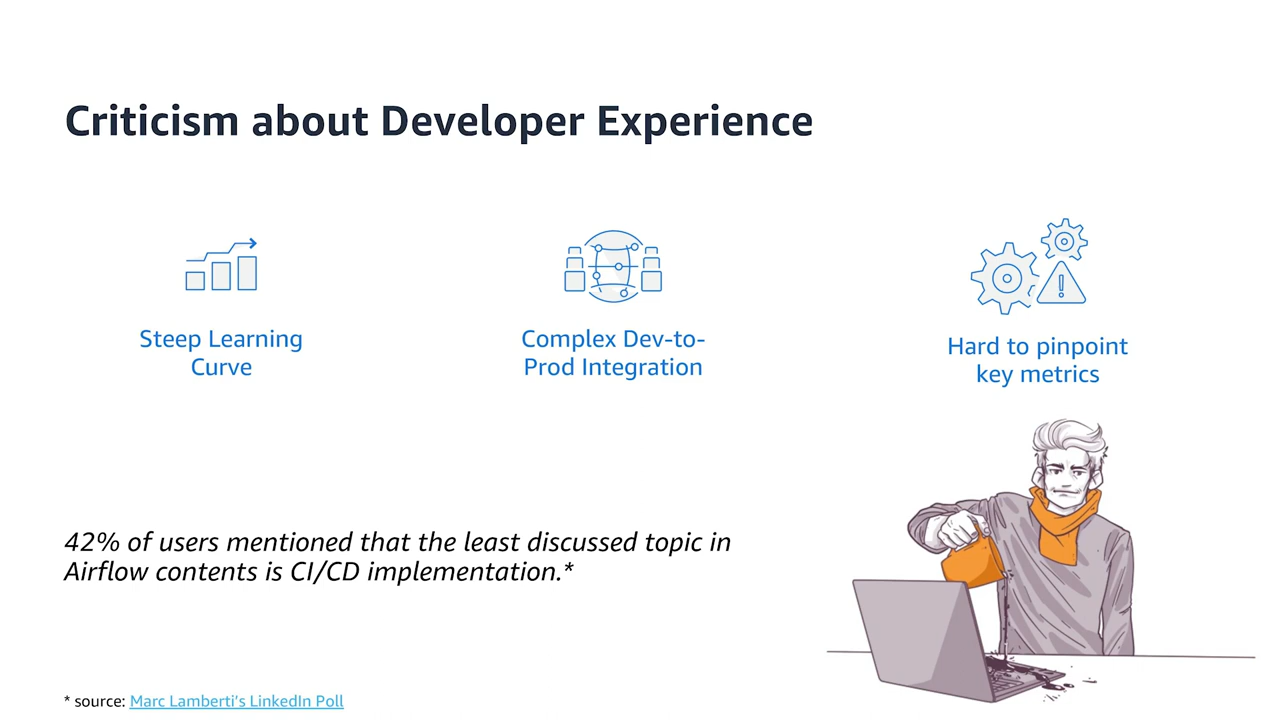 Criticism about Developer Experience
Steep Learning
Curve
Complex Dev-to-
Prod Integration
Hard to pinpoint
key metrics
42% of users mentioned that the least discussed topic in
Airflow contents is CI/CD implementation.*
* source: Marc Lamberti's LinkedIn Poll